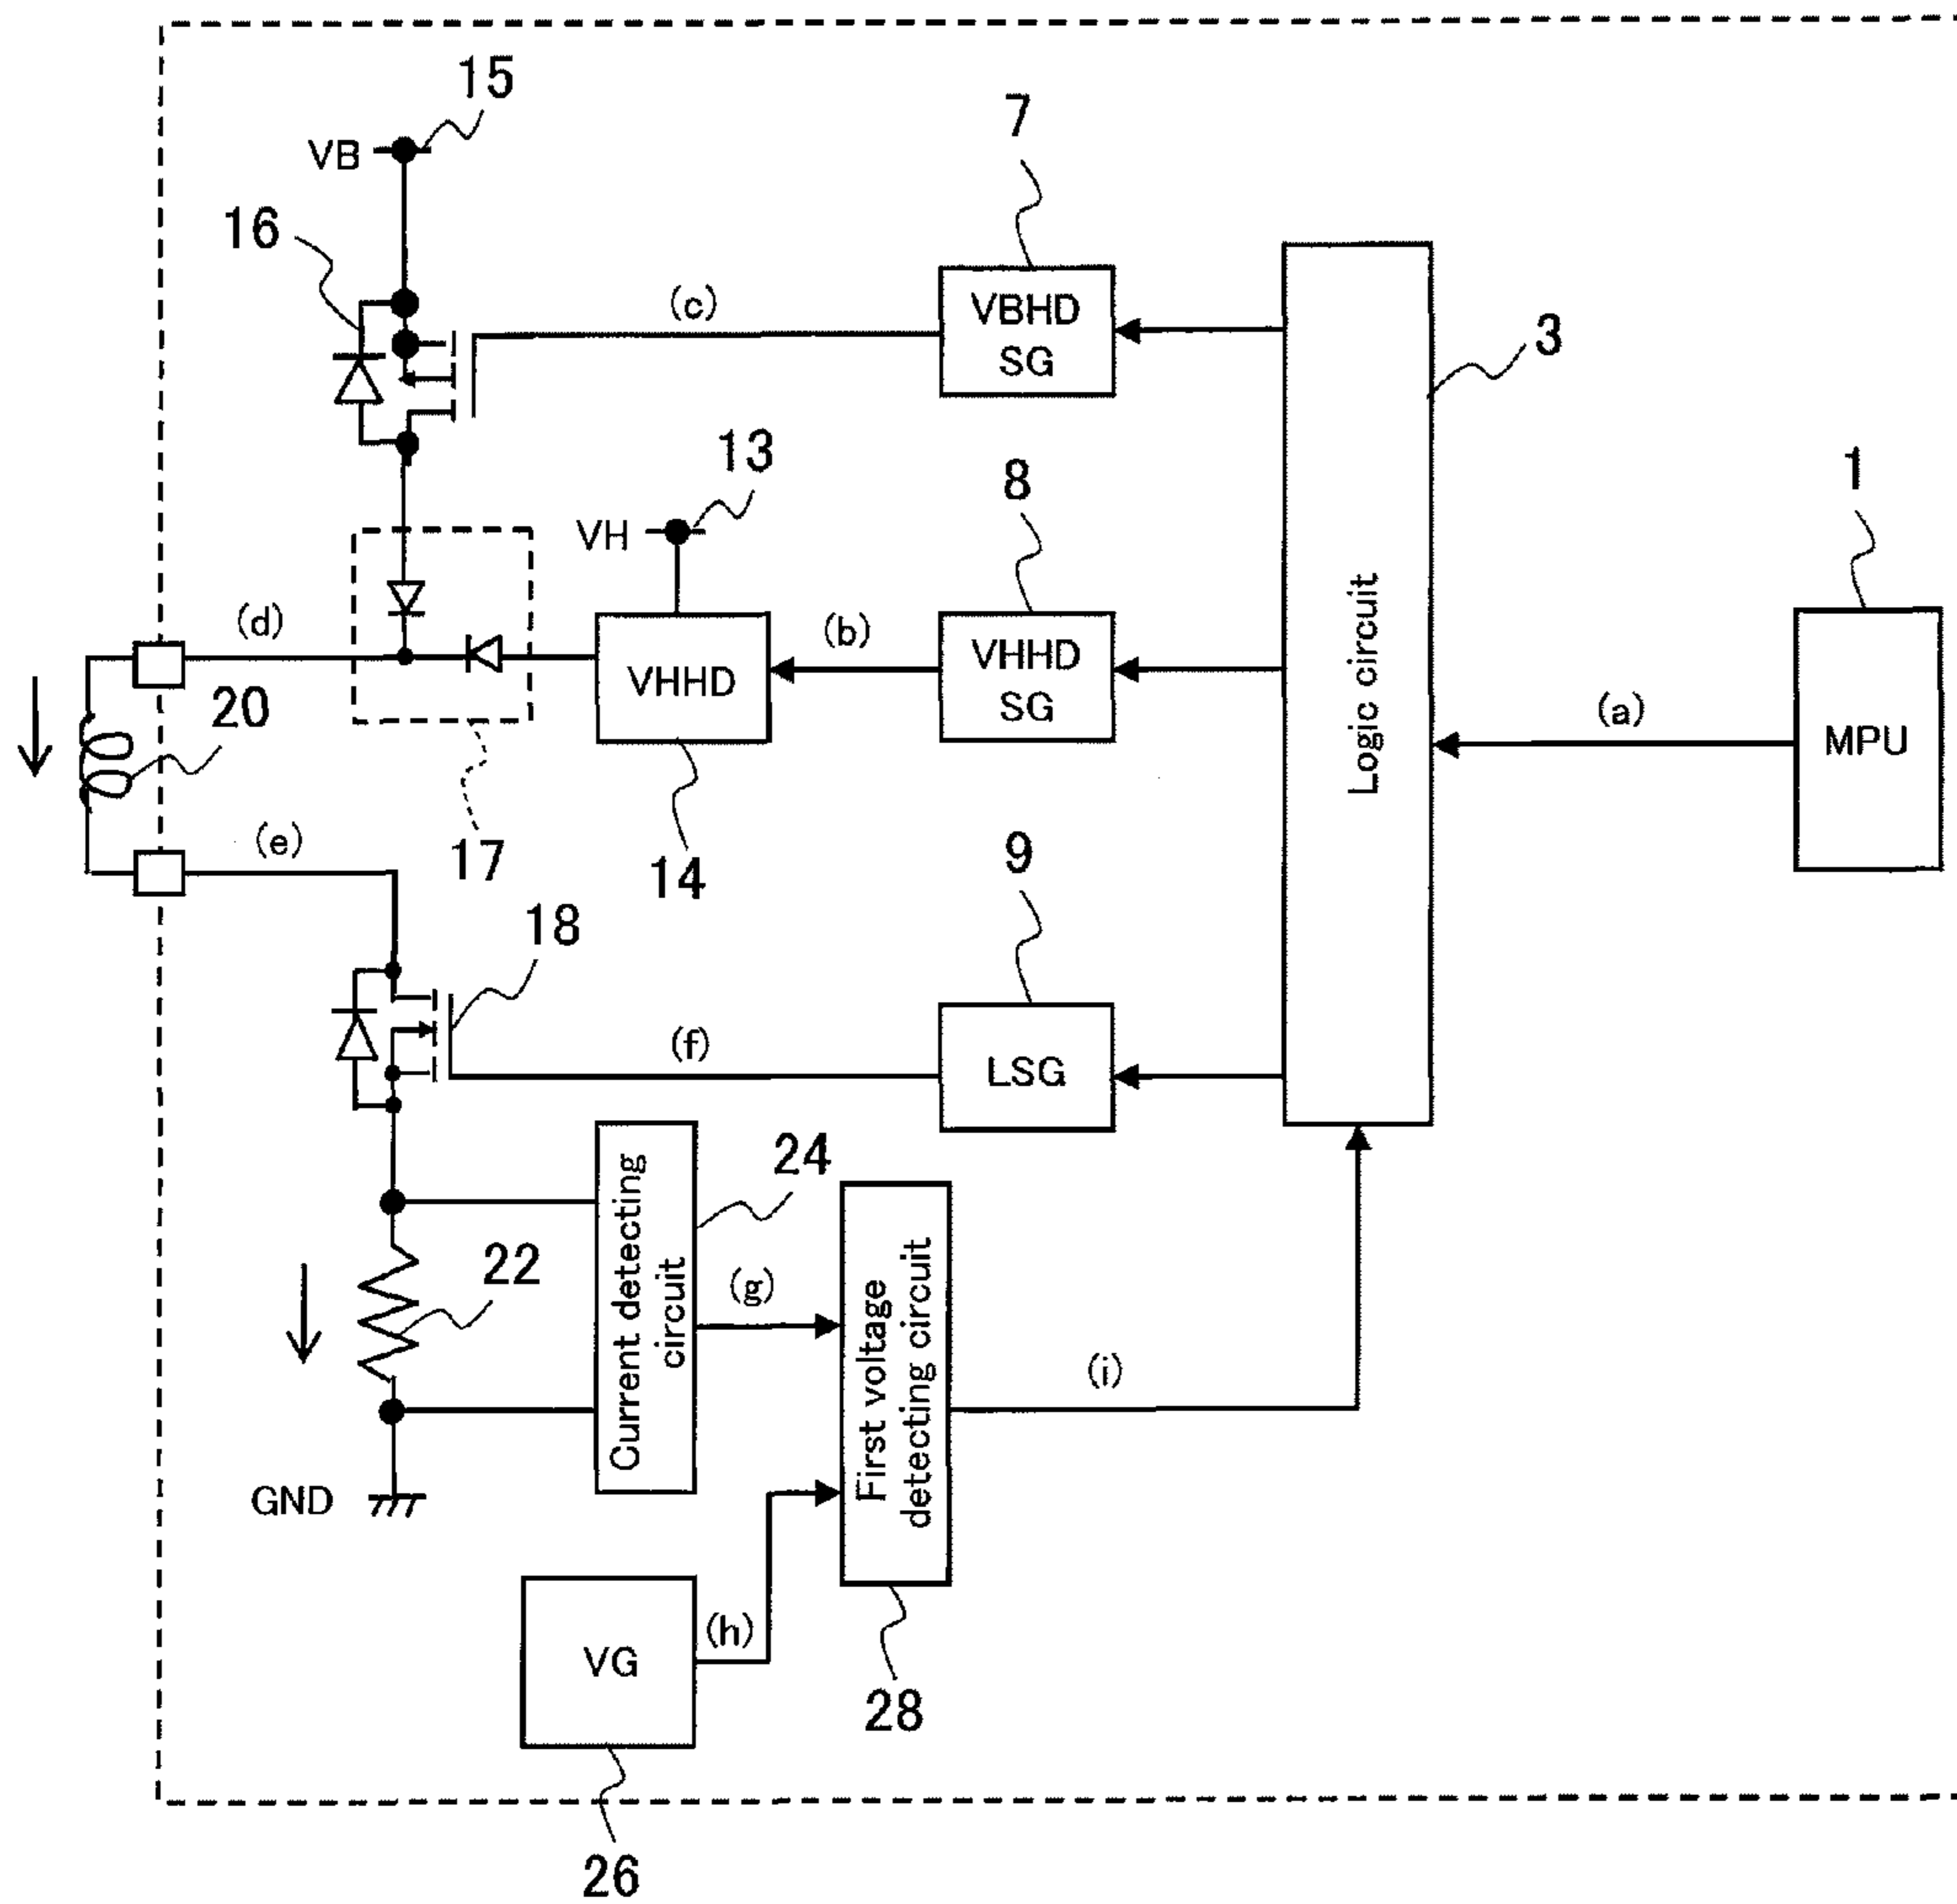 15
VB
7
16
(c)
VBHD
SG
3
13
8
1
VH
(d)
(b)
VHHD
VHHD
SG
Logic circuit
(a)
MPU
20
(e)
17
14
9
18
(f)
LSG
24
Current detecting
circuit
22
(g)
First voltage
detecting circuit
(i)
GND
VG
(h)
28
26